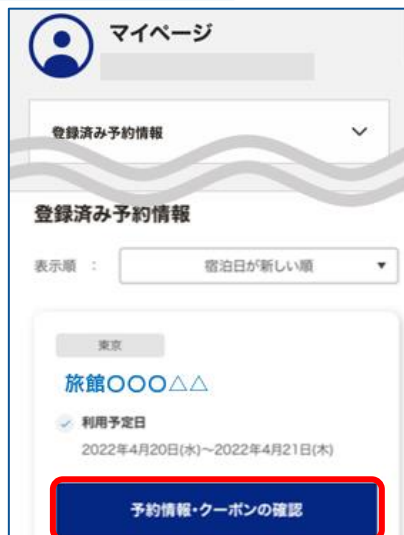 マイページ
登録済み予約情報
登録済み予約情報
表示順 ： 宿泊日が新しい順
東京
旅館〇〇〇△△
利用予定日
2022年4月20日(水)～2022年4月21日(木)
予約情報・クーポンの確認